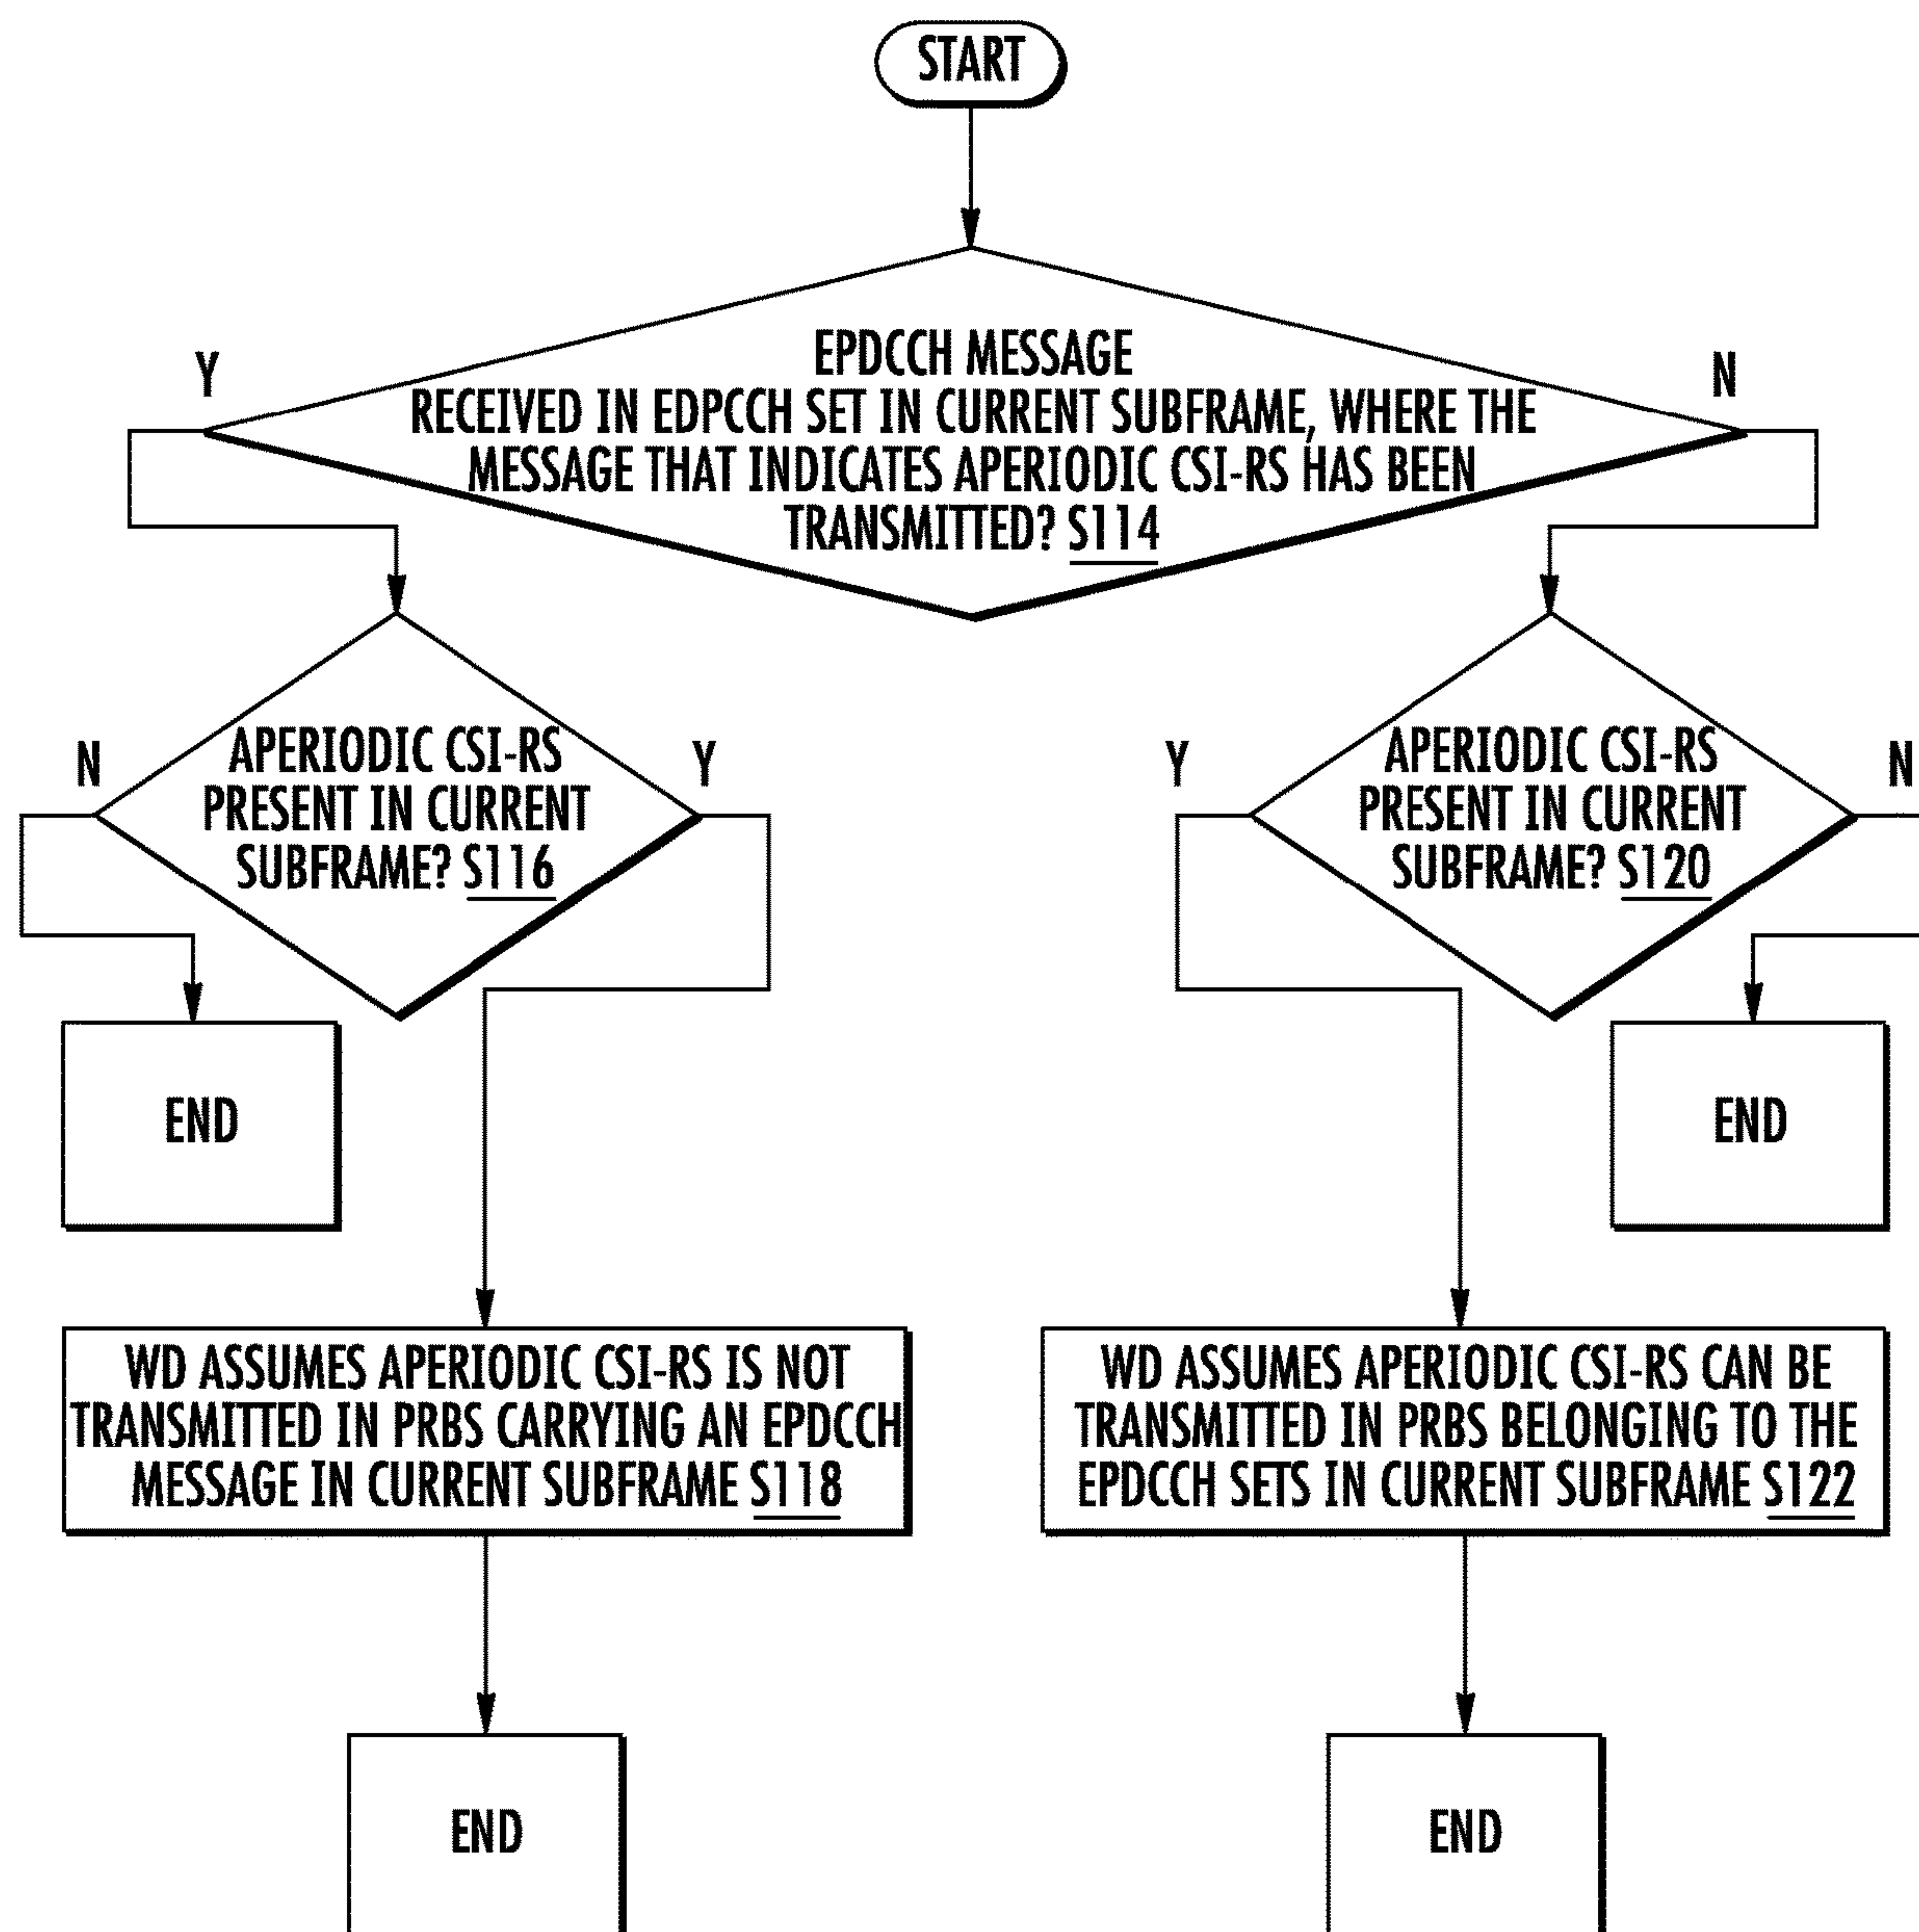 START
Y
N
EPDCCH MESSAGE
RECEIVED IN EDPCCH SET IN CURRENT SUBFRAME, WHERE THE
MESSAGE THAT INDICATES APERIODIC CSI-RS HAS BEEN
TRANSMITTED? S114
N
APERIODIC CSI-RS
PRESENT IN CURRENT
SUBFRAME? S116
Y
Y
APERIODIC CSI-RS
PRESENT IN CURRENT
SUBFRAME? S120
N
END
END
WD ASSUMES APERIODIC CSI-RS IS NOT
TRANSMITTED IN PRBS CARRYING AN EPDCCH
MESSAGE IN CURRENT SUBFRAME S118
WD ASSUMES APERIODIC CSI-RS CAN BE
TRANSMITTED IN PRBS BELONGING TO THE
EPDCCH SETS IN CURRENT SUBFRAME S122
END
END